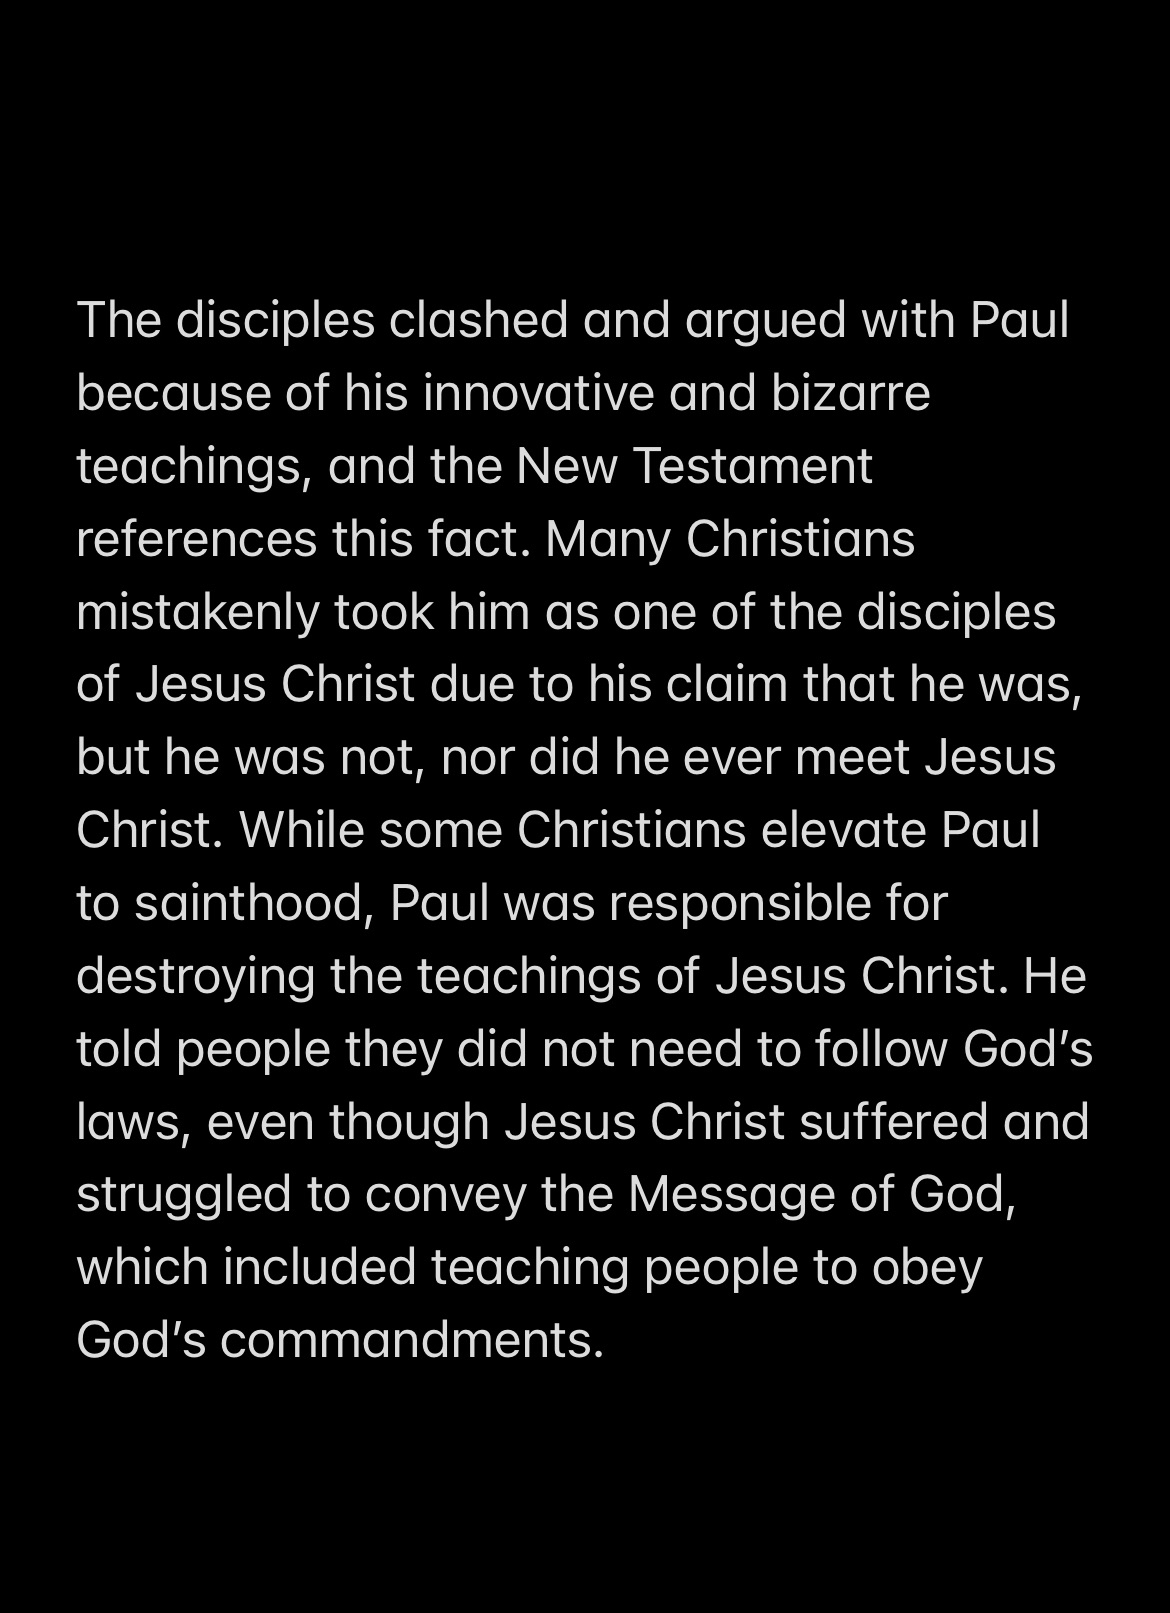 The disciples clashed and argued with Paul
because of his innovative and bizarre
teachings, and the New Testament
references this fact. Many Christians
mistakenly took him as one of the disciples
of Jesus Christ due to his claim that he was,
but he was not, nor did he ever meet Jesus
Christ. While some Christians elevate Paul
to sainthood, Paul was responsible for
destroying the teachings of Jesus Christ. He
told people they did not need to follow God’s
laws, even though Jesus Christ suffered and
struggled to convey the Message of God,
which included teaching people to obey
God’s commandments.